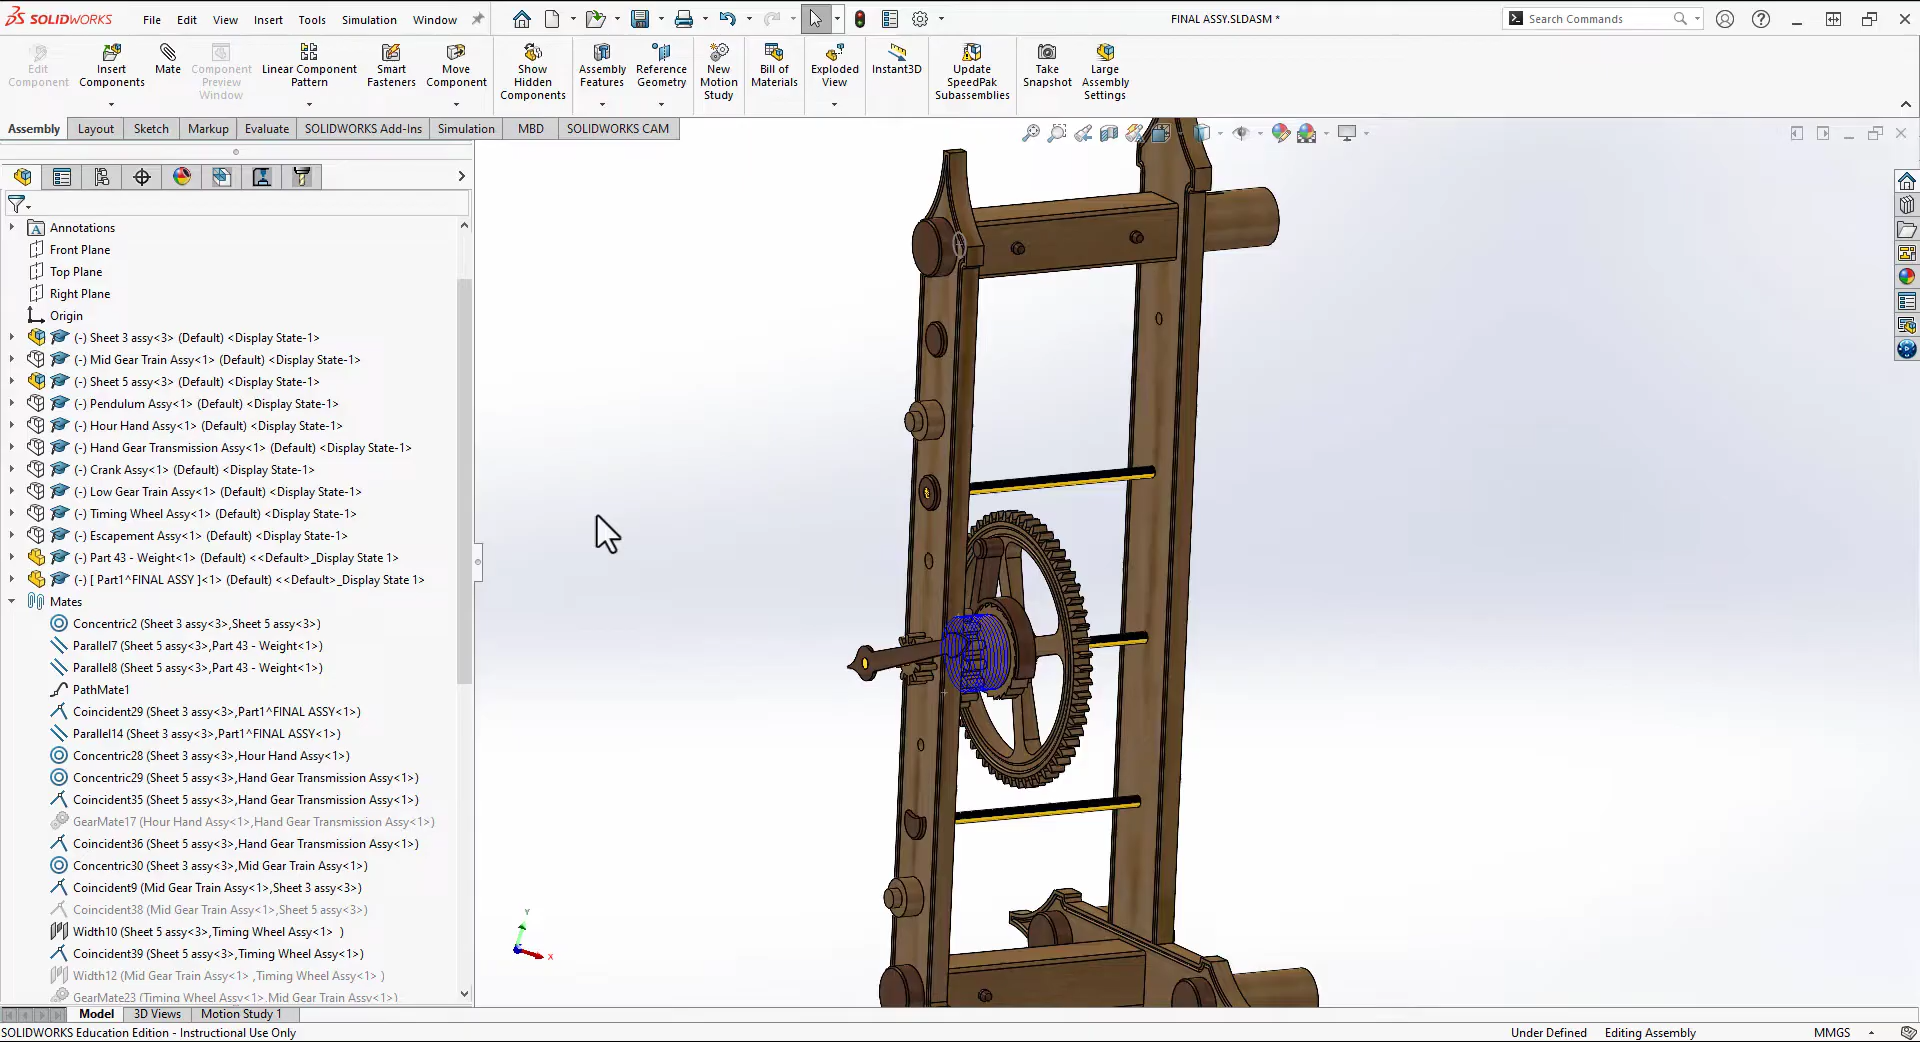 SOLIDWORKS File Edit View Insert Tools Simulation Window FINAL ASSY.SLDASM * Search Commands
Edit Component
Insert Components
Mate
Component Preview Window
Linear Component Pattern
Smart Fasteners
Move Component
Show Hidden Components
Assembly Features
Reference Geometry
New Motion Study
Bill of Materials
Exploded View
Instant3D
Update SpeedPak Subassemblies
Take Snapshot
Large Assembly Settings
Assembly Layout Sketch Markup Evaluate SOLIDWORKS Add-Ins Simulation MBD SOLIDWORKS CAM
Annotations
Front Plane
Top Plane
Right Plane
Origin
(-) Sheet 3 assy<3> (Default) <Display State-1>
(-) Mid Gear Train Assy<1> (Default) <Display State-1>
(-) Sheet 5 assy<3> (Default) <Display State-1>
(-) Pendulum Assy<1> (Default) <Display State-1>
(-) Hour Hand Assy<1> (Default) <Display State-1>
(-) Hand Gear Transmission Assy<1> (Default) <Display State-1>
(-) Crank Assy<1> (Default) <Display State-1>
(-) Low Gear Train Assy<1> (Default) <Display State-1>
(-) Timing Wheel Assy<1> (Default) <Display State-1>
(-) Escapement Assy<1> (Default) <Display State-1>
(-) Part 43 - Weight<1> (Default) <<Default>_Display State 1>
(-) [ Part1^FINAL ASSY ]<1> (Default) <<Default>_Display State 1>
Mates
Concentric2 (Sheet 3 assy<3>,Sheet 5 assy<3>)
Parallel7 (Sheet 5 assy<3>,Part 43 - Weight<1>)
Parallel8 (Sheet 5 assy<3>,Part 43 - Weight<1>)
PathMate1
Coincident29 (Sheet 3 assy<3>,Part1^FINAL ASSY<1>)
Parallel14 (Sheet 3 assy<3>,Part1^FINAL ASSY<1>)
Concentric28 (Sheet 3 assy<3>,Hour Hand Assy<1>)
Concentric29 (Sheet 5 assy<3>,Hand Gear Transmission Assy<1>)
Coincident35 (Sheet 5 assy<3>,Hand Gear Transmission Assy<1>)
GearMate17 (Hour Hand Assy<1>,Hand Gear Transmission Assy<1>)
Coincident36 (Sheet 5 assy<3>,Hand Gear Transmission Assy<1>)
Concentric30 (Sheet 3 assy<3>,Mid Gear Train Assy<1>)
Coincident9 (Mid Gear Train Assy<1>,Sheet 3 assy<3>)
Coincident38 (Mid Gear Train Assy<1>,Sheet 5 assy<3>)
Width10 (Sheet 5 assy<3>,Timing Wheel Assy<1> )
Coincident39 (Sheet 5 assy<3>,Timing Wheel Assy<1>)
Width12 (Mid Gear Train Assy<1> ,Timing Wheel Assy<1> )
GearMate23 (Timing Wheel Assy<1>,Mid Gear Train Assy<1>)
Y
X
Model 3D Views Motion Study 1
SOLIDWORKS Education Edition - Instructional Use Only Under Defined Editing Assembly MMGS